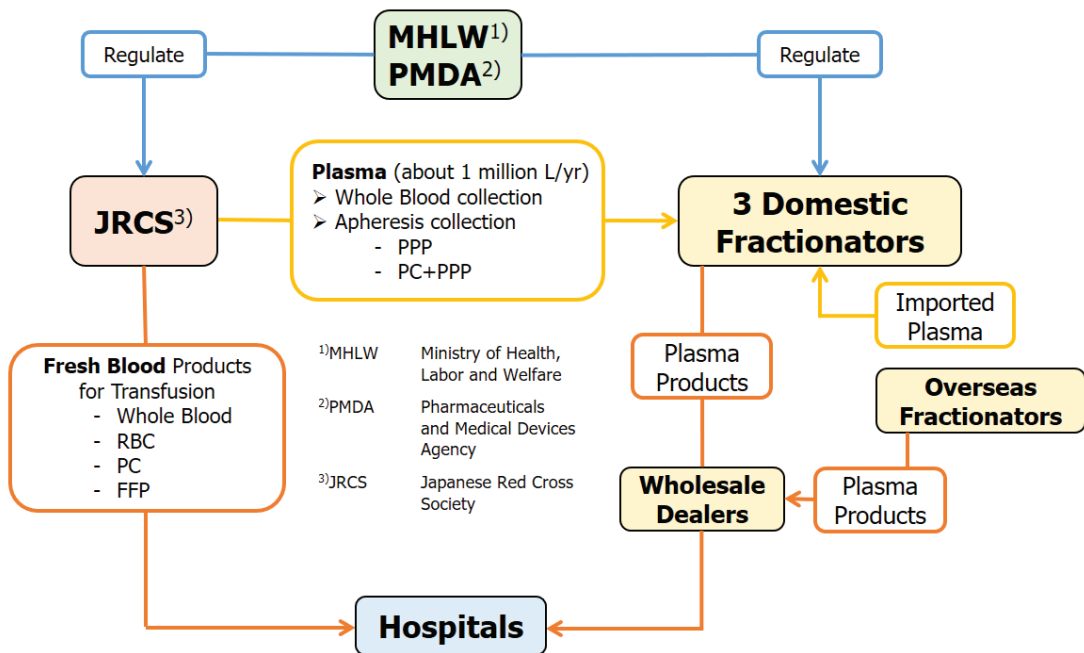 MHLW1)
PMDA2)
Regulate
Regulate
Plasma (about 1 million L/yr)
➢ Whole Blood collection
➢ Apheresis collection
- PPP
- PC+PPP
JRCS3)
3 Domestic
Fractionators
Imported
Plasma
Fresh Blood Products
for Transfusion
- Whole Blood
- RBC
- PC
- FFP
1)MHLW Ministry of Health,
Labor and Welfare
2)PMDA Pharmaceuticals
and Medical Devices
Agency
3)JRCS Japanese Red Cross
Society
Plasma
Products
Overseas
Fractionators
Wholesale
Dealers
Plasma
Products
Hospitals